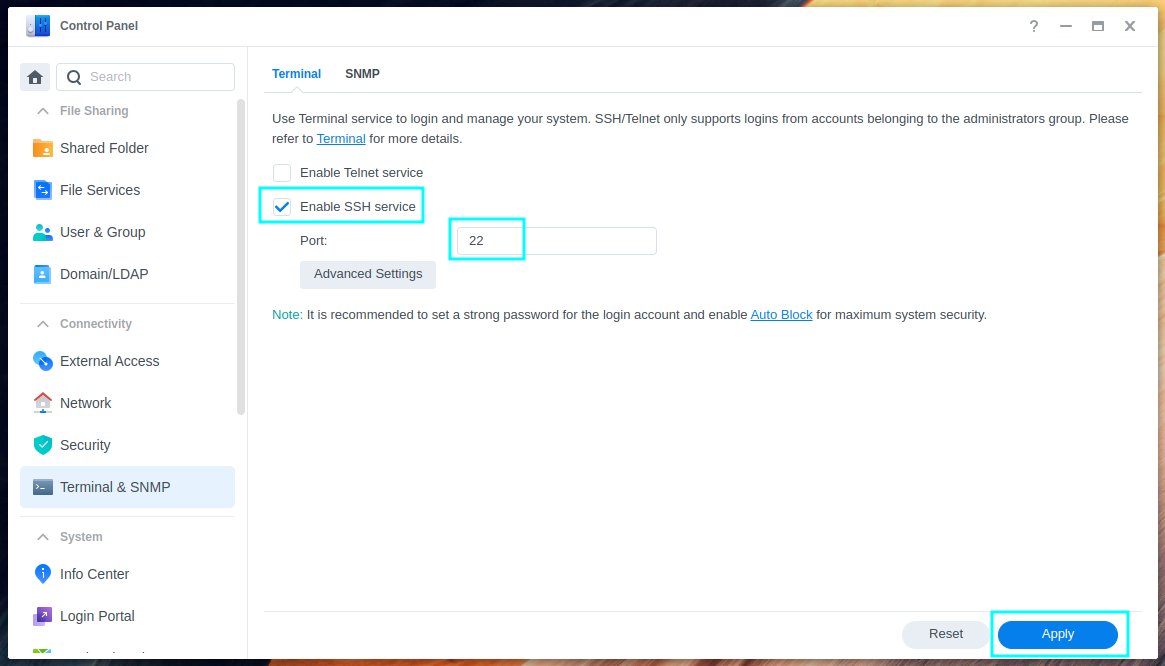 Control Panel
?
Search
File Sharing
Shared Folder
File Services
User & Group
Domain/LDAP
Connectivity
External Access
Network
Security
Terminal & SNMP
System
Info Center
Login Portal
Terminal SNMP
Use Terminal service to login and manage your system. SSH/Telnet only supports logins from accounts belonging to the administrators group. Please
refer to Terminal for more details.
Enable Telnet service
Enable SSH service
Port: 22
Advanced Settings
Note: It is recommended to set a strong password for the login account and enable Auto Block for maximum system security.
Reset Apply